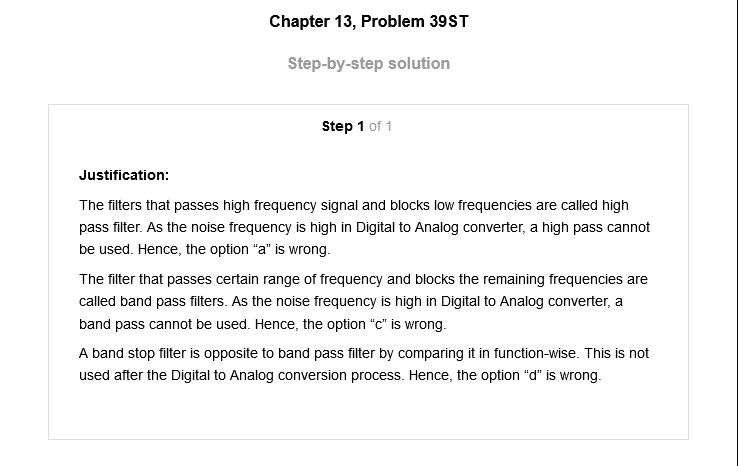 Chapter 13, Problem 39ST
Step-by-step solution
Step 1 of 1
Justification:
The filters that passes high frequency signal and blocks low frequencies are called high
pass filter. As the noise frequency is high in Digital to Analog converter, a high pass cannot
be used. Hence, the option “a” is wrong.
The filter that passes certain range of frequency and blocks the remaining frequencies are
called band pass filters. As the noise frequency is high in Digital to Analog converter, a
band pass cannot be used. Hence, the option “c” is wrong.
A band stop filter is opposite to band pass filter by comparing it in function-wise. This is not
used after the Digital to Analog conversion process. Hence, the option “d” is wrong.